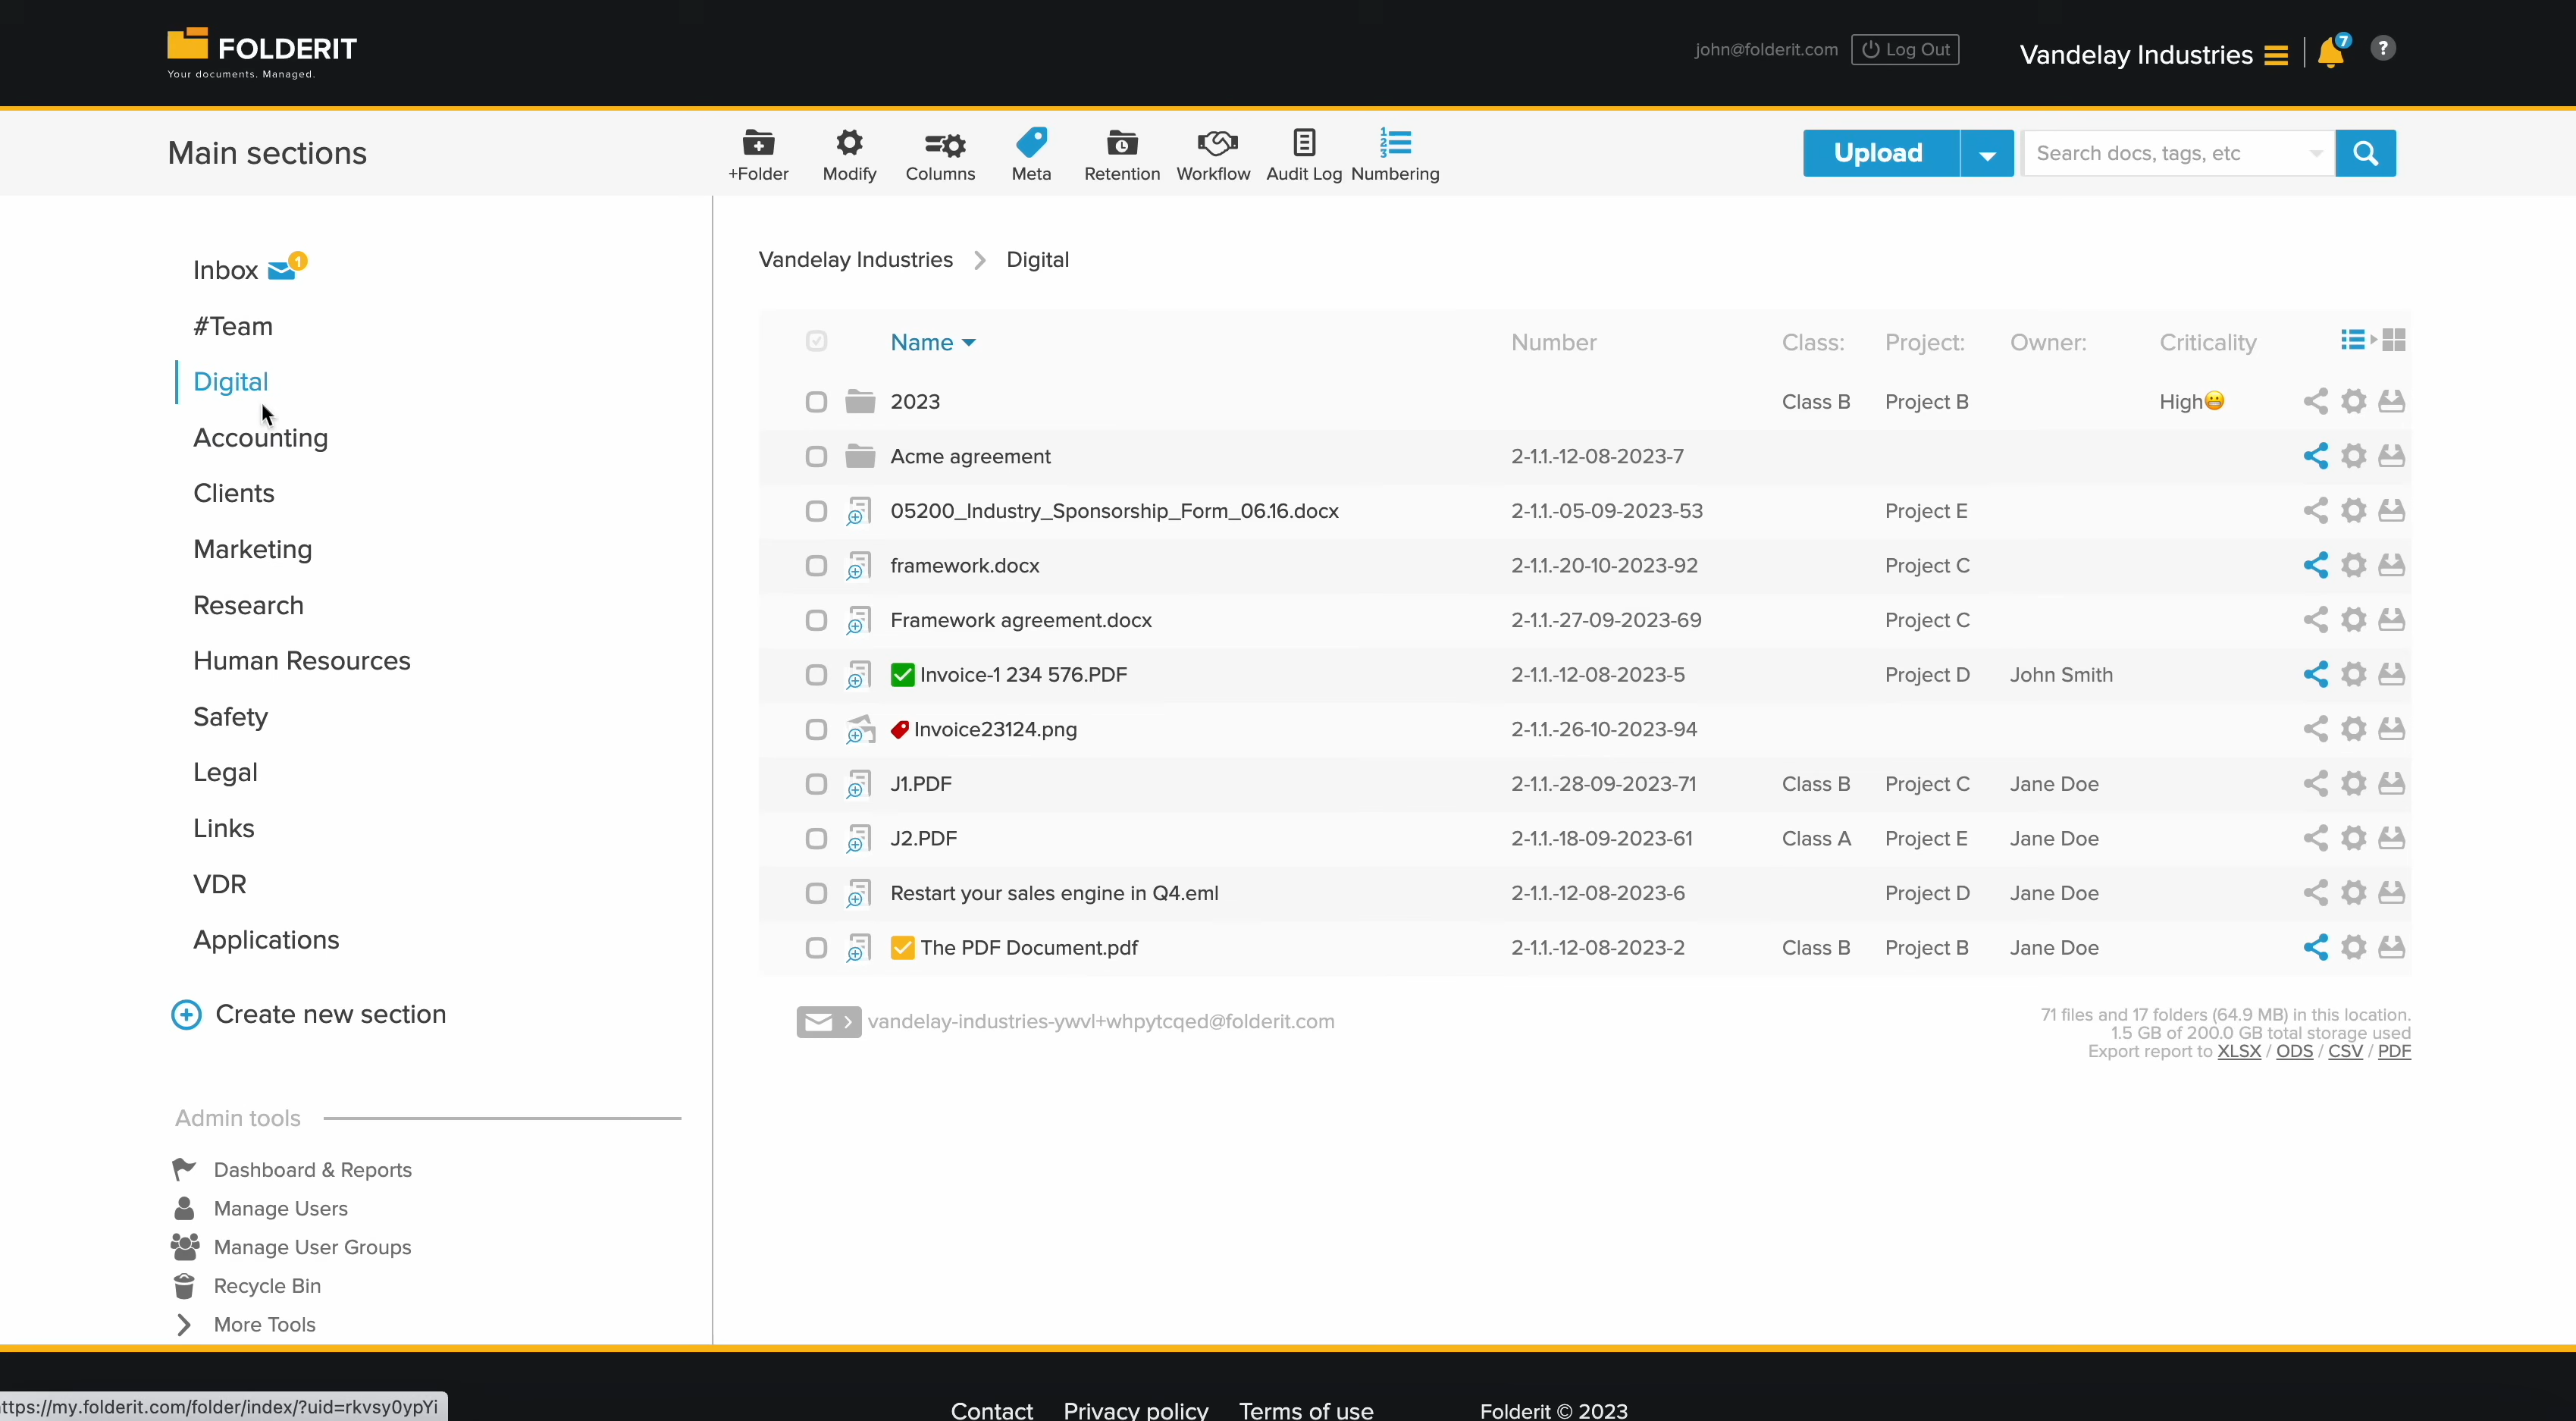 FOLDERIT
Your documents. Managed.
john@folderit.com Log Out
Vandelay Industries 7 ?
Main sections
+Folder Modify Columns Meta Retention Workflow Audit Log Numbering
Upload
Search docs, tags, etc
Inbox 1
#Team
Digital
Accounting
Clients
Marketing
Research
Human Resources
Safety
Legal
Links
VDR
Applications
Create new section
Admin tools
Dashboard & Reports
Manage Users
Manage User Groups
Recycle Bin
More Tools
Vandelay Industries > Digital
Name Number Class: Project: Owner: Criticality
2023 Class B Project B High😬
Acme agreement 2-1.1.-12-08-2023-7
05200_Industry_Sponsorship_Form_06.16.docx 2-1.1.-05-09-2023-53 Project E
framework.docx 2-1.1.-20-10-2023-92 Project C
Framework agreement.docx 2-1.1.-27-09-2023-69 Project C
Invoice-1 234 576.PDF 2-1.1.-12-08-2023-5 Project D John Smith
Invoice23124.png 2-1.1.-26-10-2023-94
J1.PDF 2-1.1.-28-09-2023-71 Class B Project C Jane Doe
J2.PDF 2-1.1.-18-09-2023-61 Class A Project E Jane Doe
Restart your sales engine in Q4.eml 2-1.1.-12-08-2023-6 Project D Jane Doe
The PDF Document.pdf 2-1.1.-12-08-2023-2 Class B Project B Jane Doe
vandelay-industries-ywvl+whpytcqed@folderit.com
71 files and 17 folders (64.9 MB) in this location.
1.5 GB of 200.0 GB total storage used
Export report to XLSX / ODS / CSV / PDF
ttps://my.folderit.com/folder/index/?uid=rkvsy0ypYi
Contact Privacy policy Terms of use Folderit © 2023